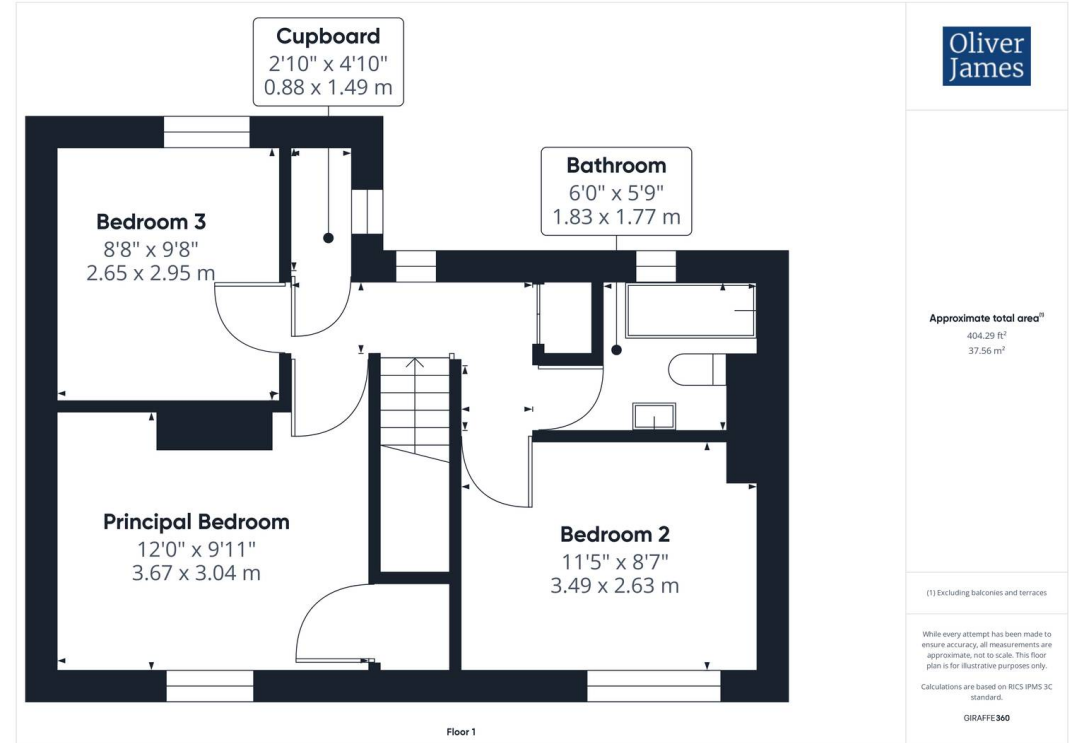 Cupboard
2'10" x 4'10"
0.88 x 1.49 m
Bathroom
6'0" x 5'9"
1.83 x 1.77 m
Bedroom 3
8'8" x 9'8"
2.65 x 2.95 m
Principal Bedroom
12'0" x 9'11"
3.67 x 3.04 m
Bedroom 2
11'5" x 8'7"
3.49 x 2.63 m
Floor 1
Oliver
James
Approximate total area(1)
404.29 ft²
37.56 m²
(1) Excluding balconies and terraces
While every attempt has been made to
ensure accuracy, all measurements are
approximate, not to scale. This floor
plan is for illustrative purposes only.
Calculations are based on RICS IPMS 3C
standard.
GIRAFFE360